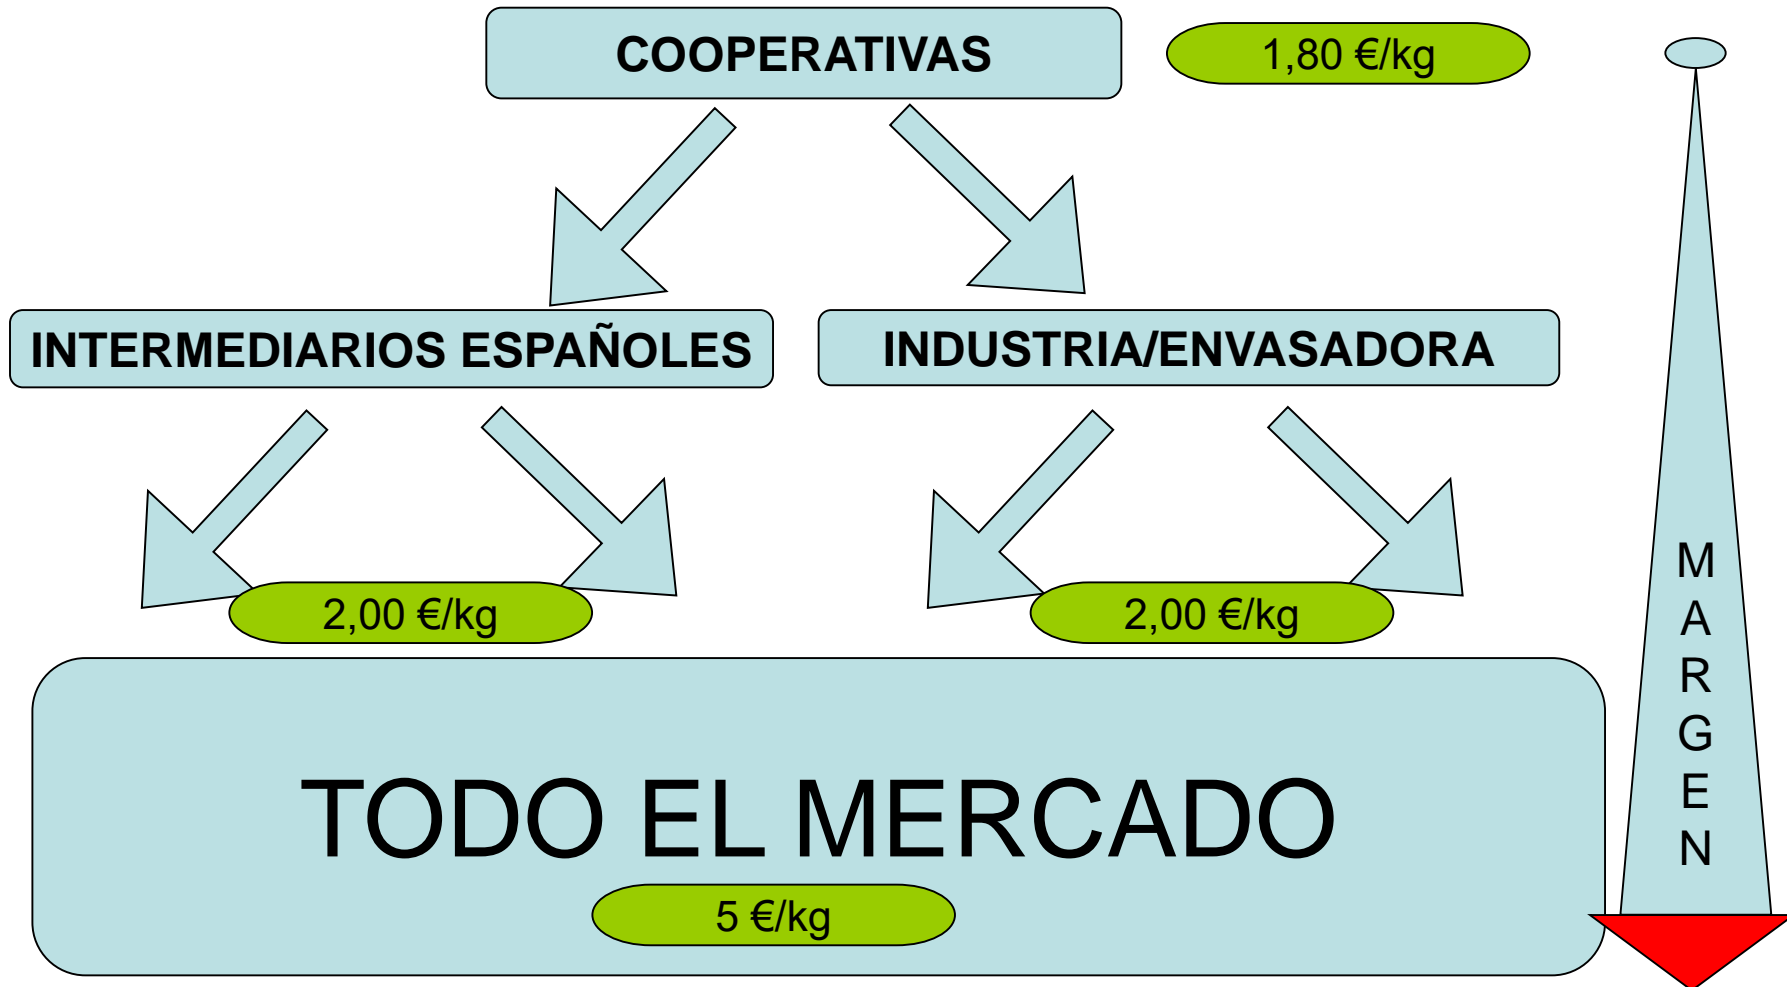 COOPERATIVAS
1,80 €/kg
INTERMEDIARIOS ESPAÑOLES
INDUSTRIA/ENVASADORA
2,00 €/kg
2,00 €/kg
TODO EL MERCADO
5 €/kg
M
A
R
G
E
N